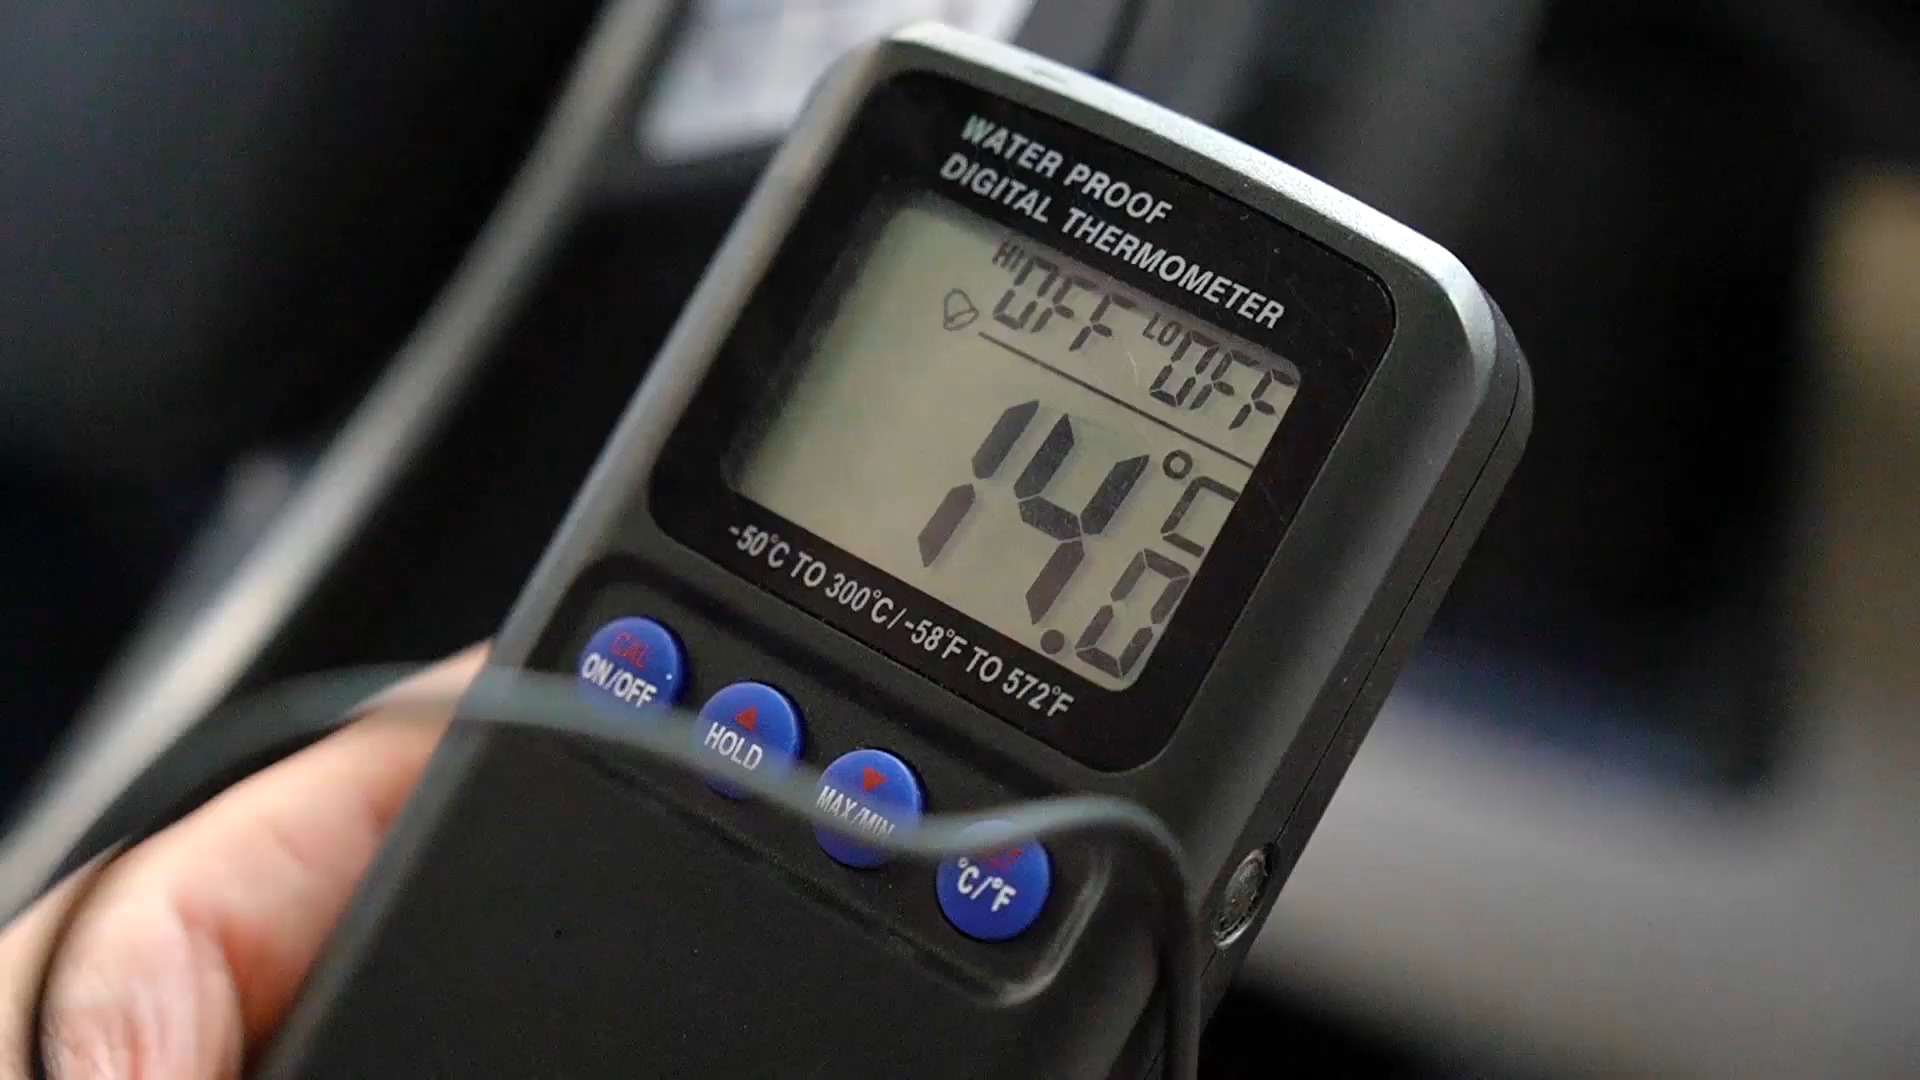 WATER PROOF
DIGITAL THERMOMETER
HI OFF LO OFF
14.0 °C
-50°C TO 300°C/-58°F TO 572°F
CAL
ON/OFF
HOLD
MAX/MIN
°C/°F